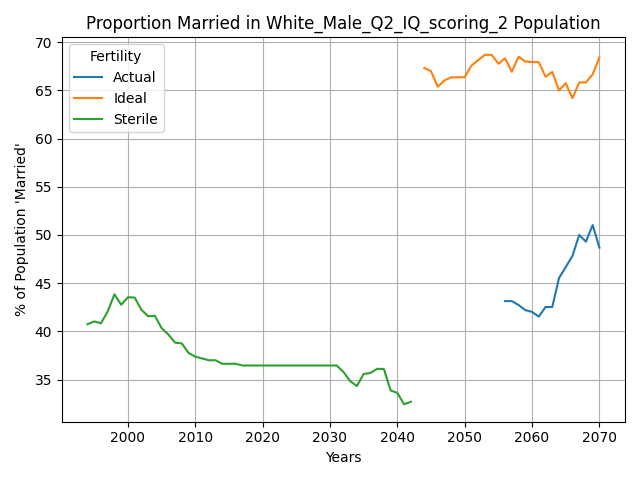 Proportion Married in White_Male_Q2_IQ_scoring_2 Population
70
65
60
55
50
45
40
35
% of Population 'Married'
Fertility
Actual
Ideal
Sterile
2000 2010 2020 2030 2040 2050 2060 2070
Years